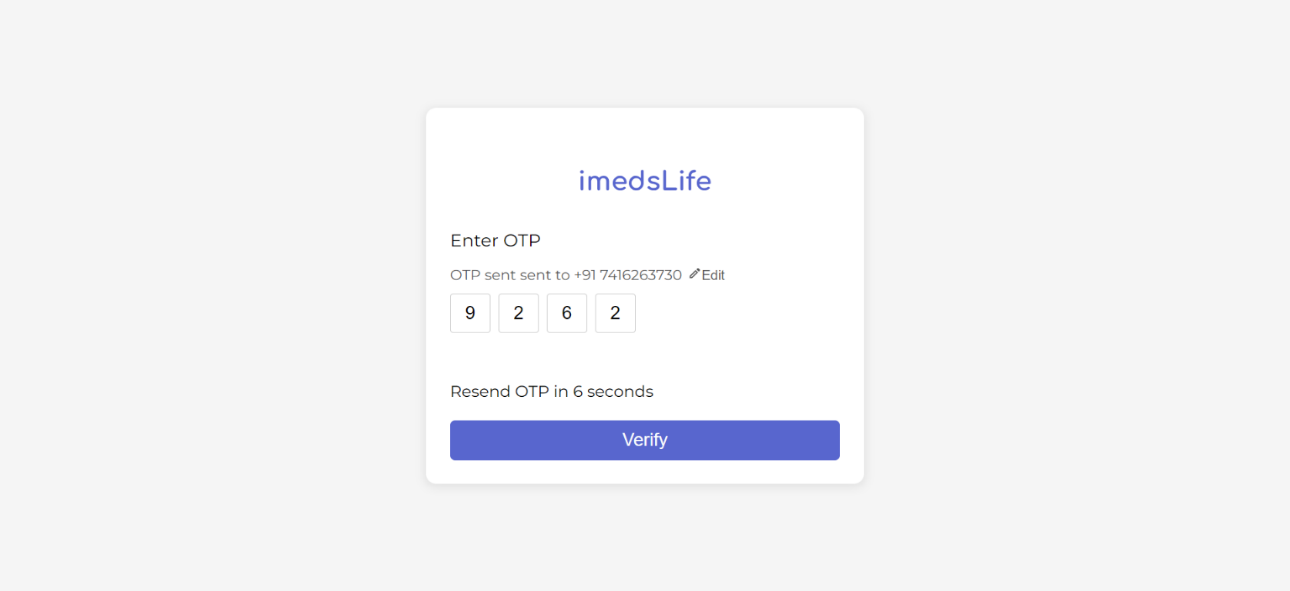 imedsLife
Enter OTP
OTP sent sent to +91 7416263730 Edit
9 2 6 2
Resend OTP in 6 seconds
Verify